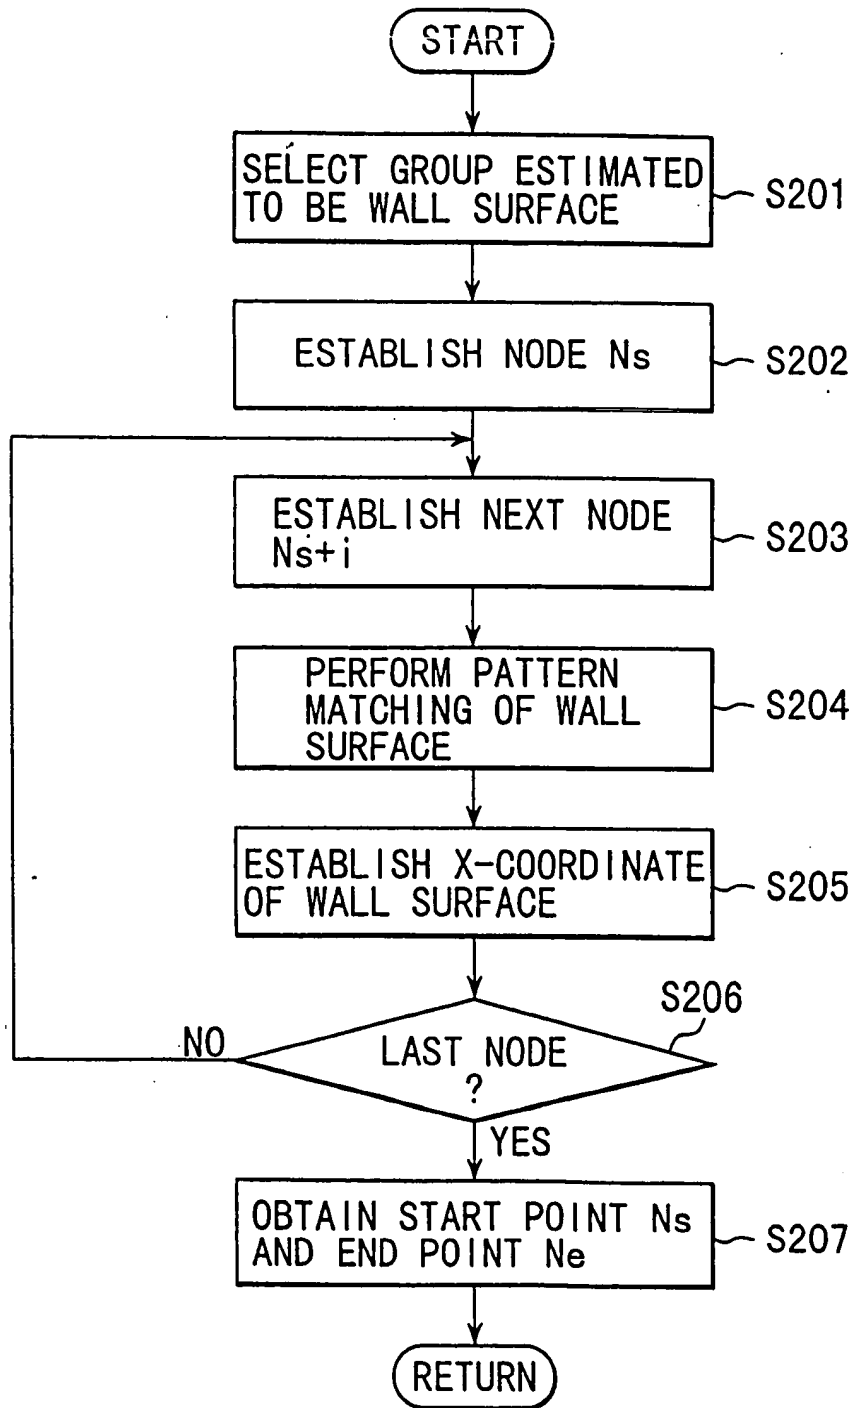 START
SELECT GROUP ESTIMATED
TO BE WALL SURFACE
S201
ESTABLISH NODE Ns
S202
ESTABLISH NEXT NODE
Ns+i
S203
PERFORM PATTERN
MATCHING OF WALL
SURFACE
S204
ESTABLISH X-COORDINATE
OF WALL SURFACE
S205
S206
NO
LAST NODE
?
YES
OBTAIN START POINT Ns
AND END POINT Ne
S207
RETURN